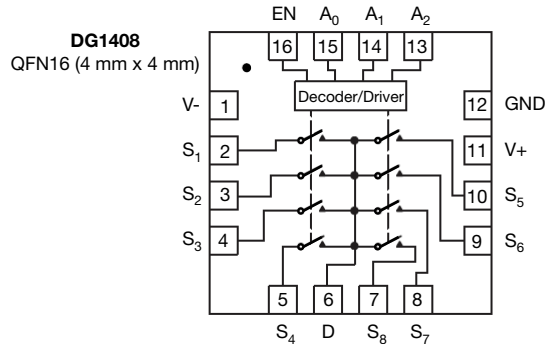 DG1408
QFN16 (4 mm x 4 mm)
EN A₀ A₁ A₂
16 15 14 13
Decoder/Driver
V- 1
12 GND
S₁ 2
11 V+
S₂ 3
10 S₅
S₃ 4
9 S₆
5 6 7 8
S₄ D S₈ S₇